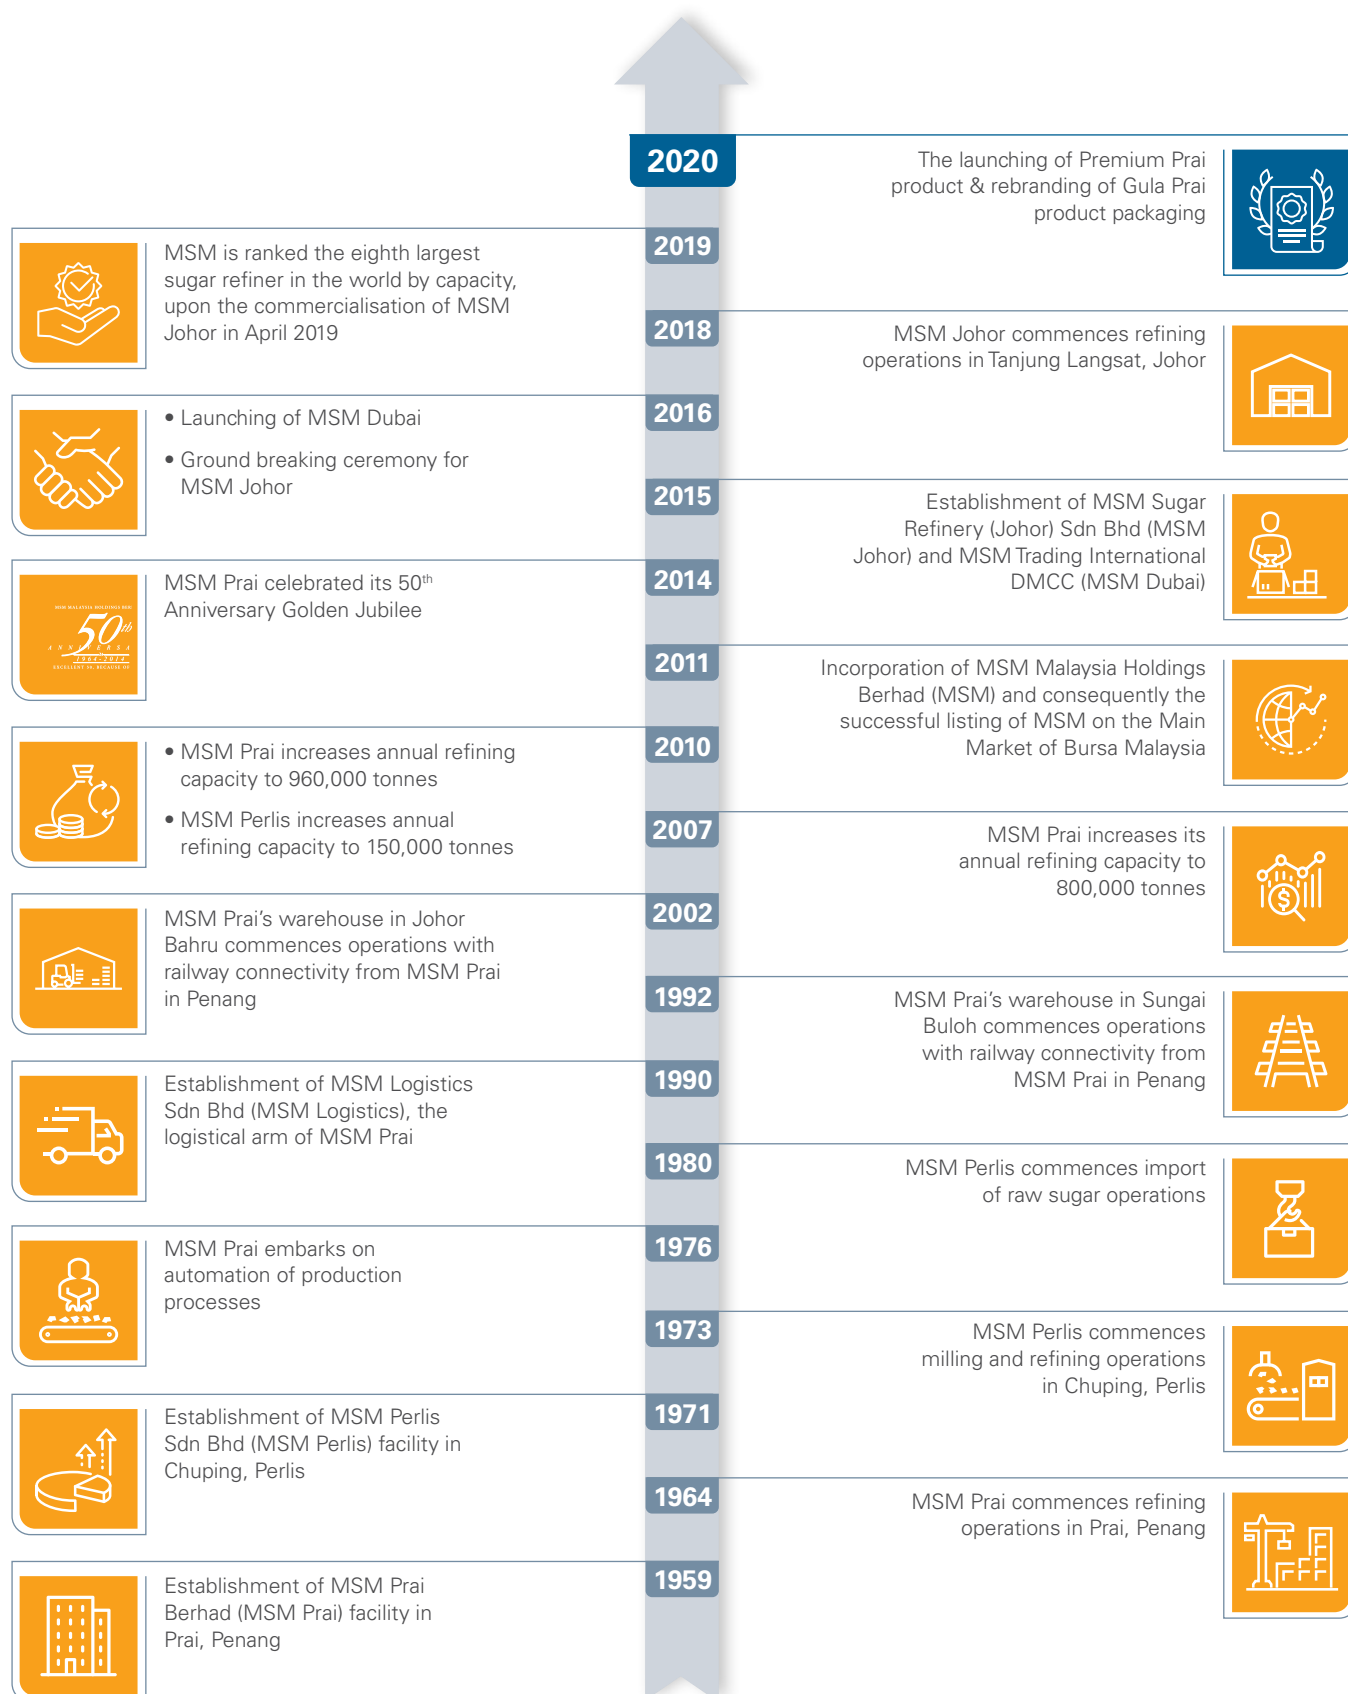 2020
The launching of Premium Prai
product & rebranding of Gula Prai
product packaging
2019
MSM is ranked the eighth largest
sugar refiner in the world by capacity,
upon the commercialisation of MSM
Johor in April 2019
2018
MSM Johor commences refining
operations in Tanjung Langsat, Johor
2016
• Launching of MSM Dubai
• Ground breaking ceremony for
MSM Johor
2015
Establishment of MSM Sugar
Refinery (Johor) Sdn Bhd (MSM
Johor) and MSM Trading International
DMCC (MSM Dubai)
2014
MSM Prai celebrated its 50th
Anniversary Golden Jubilee
MSM MALAYSIA HOLDINGS BERH
50th
ANNIVERSA
1964-2014
EXCELLENT 50, BECAUSE OF
2011
Incorporation of MSM Malaysia Holdings
Berhad (MSM) and consequently the
successful listing of MSM on the Main
Market of Bursa Malaysia
2010
• MSM Prai increases annual refining
capacity to 960,000 tonnes
• MSM Perlis increases annual
refining capacity to 150,000 tonnes
2007
MSM Prai increases its
annual refining capacity to
800,000 tonnes
2002
MSM Prai's warehouse in Johor
Bahru commences operations with
railway connectivity from MSM Prai
in Penang
1992
MSM Prai's warehouse in Sungai
Buloh commences operations
with railway connectivity from
MSM Prai in Penang
1990
Establishment of MSM Logistics
Sdn Bhd (MSM Logistics), the
logistical arm of MSM Prai
1980
MSM Perlis commences import
of raw sugar operations
1976
MSM Prai embarks on
automation of production
processes
1973
MSM Perlis commences
milling and refining operations
in Chuping, Perlis
1971
Establishment of MSM Perlis
Sdn Bhd (MSM Perlis) facility in
Chuping, Perlis
1964
MSM Prai commences refining
operations in Prai, Penang
1959
Establishment of MSM Prai
Berhad (MSM Prai) facility in
Prai, Penang